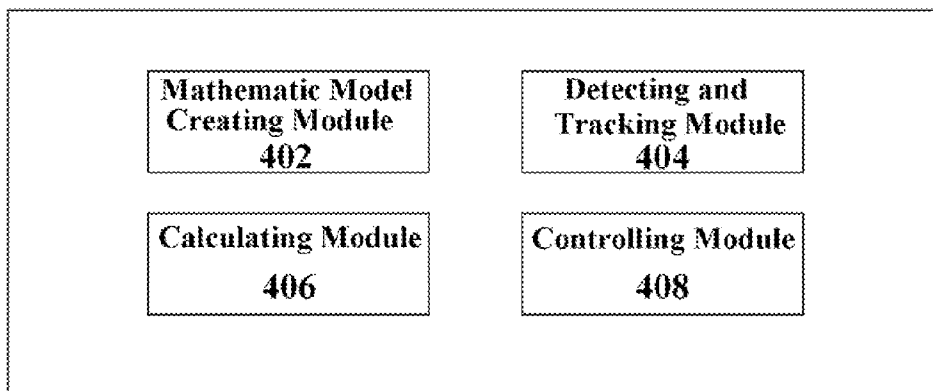 Mathematic Model
Creating Module
402
Detecting and
Tracking Module
404
Calculating Module
406
Controlling Module
408